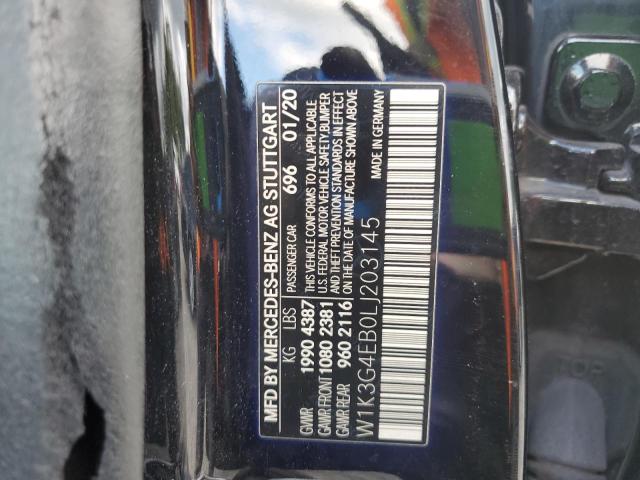 MFD BY MERCEDES-BENZ AG STUTTGART
PASSENGER CAR 696 01/20
KG LBS
GVWR 1990 4387
GAWR FRONT 1080 2381
GAWR REAR 960 2116
THIS VEHICLE CONFORMS TO ALL APPLICABLE
U.S. FEDERAL MOTOR VEHICLE SAFETY, BUMPER
AND THEFT PREVENTION STANDARDS IN EFFECT
ON THE DATE OF MANUFACTURE SHOWN ABOVE
W1K3G4EB0LJ203145
MADE IN GERMANY
TOP